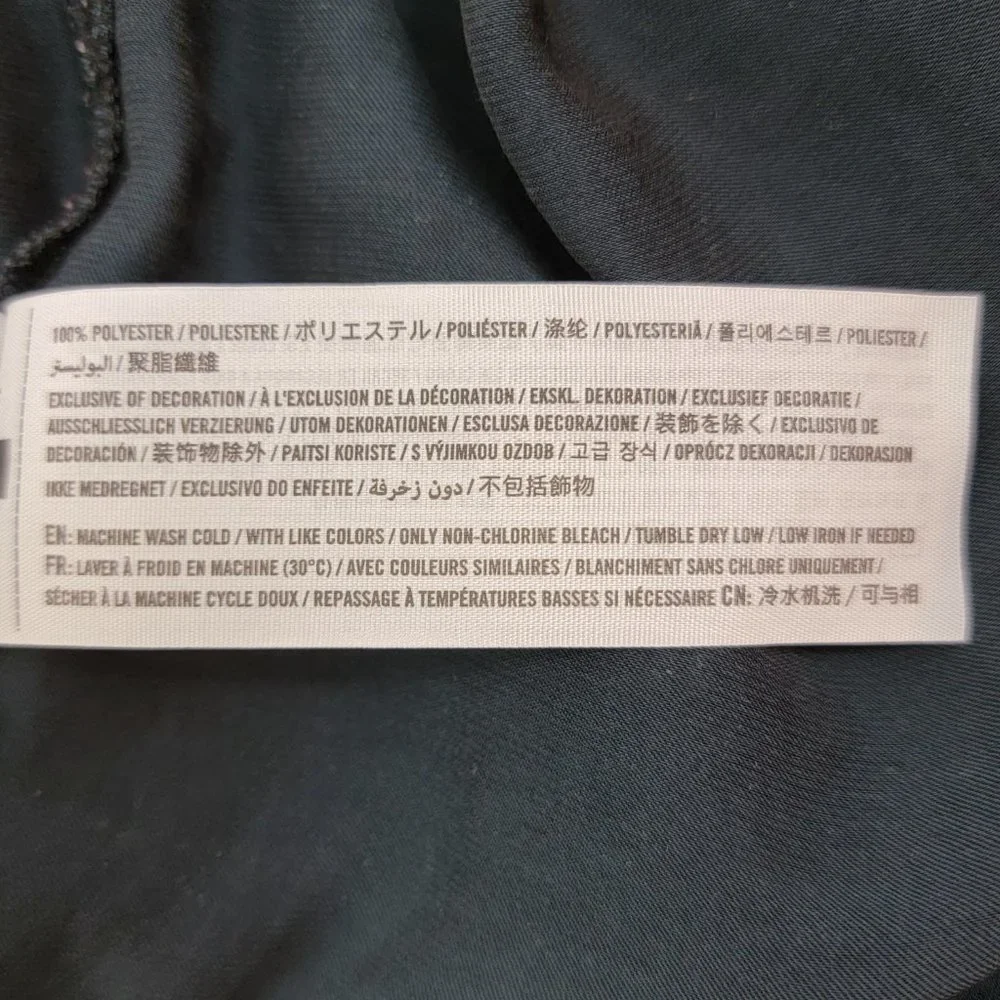 100% POLYESTER / POLIESTERE / ポリエステル / POLIÉSTER / 涤纶 / POLYESTERIÄ / 폴리에스테르 / POLIESTER /
البوليستر / 聚脂纖維
EXCLUSIVE OF DECORATION / À L'EXCLUSION DE LA DÉCORATION / EKSKL. DEKORATION / EXCLUSIEF DECORATIE /
AUSSCHLIESSLICH VERZIERUNG / UTOM DEKORATIONEN / ESCLUSA DECORAZIONE / 装飾を除く / EXCLUSIVO DE
DECORACIÓN / 装饰物除外 / PAITSI KORISTE / S VÝJIMKOU OZDOB / 고급 장식 / OPRÓCZ DEKORACJI / DEKORASJON
IKKE MEDREGNET / EXCLUSIVO DO ENFEITE / دون زخرفة / 不包括飾物
EN: MACHINE WASH COLD / WITH LIKE COLORS / ONLY NON-CHLORINE BLEACH / TUMBLE DRY LOW / LOW IRON IF NEEDED
FR: LAVER À FROID EN MACHINE (30°C) / AVEC COULEURS SIMILAIRES / BLANCHIMENT SANS CHLORE UNIQUEMENT /
SÉCHER À LA MACHINE CYCLE DOUX / REPASSAGE À TEMPÉRATURES BASSES SI NÉCESSAIRE CN: 冷水机洗 / 可与相